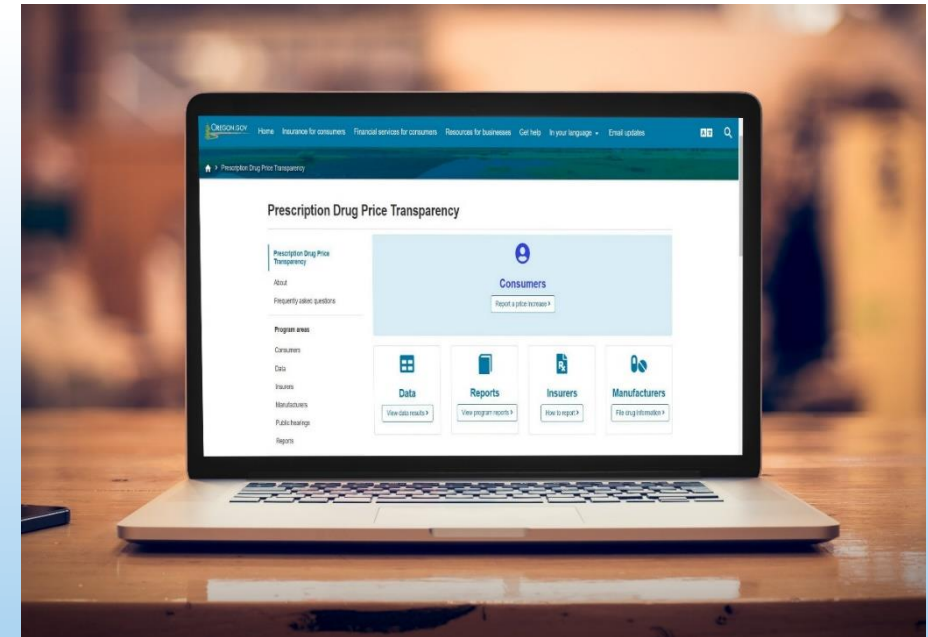 OREGON.GOV
Home Insurance for consumers Financial services for consumers Resources for businesses Get help In your language Email updates
> Prescription Drug Price Transparency
Prescription Drug Price Transparency
Prescription Drug Price
Transparency
About
Frequently asked questions
Program areas
Consumers
Data
Insurers
Manufacturers
Public hearings
Reports
Consumers
Report a price increase >
Data
View data results >
Reports
View program reports >
Rx
Insurers
How to report >
Manufacturers
File drug information >